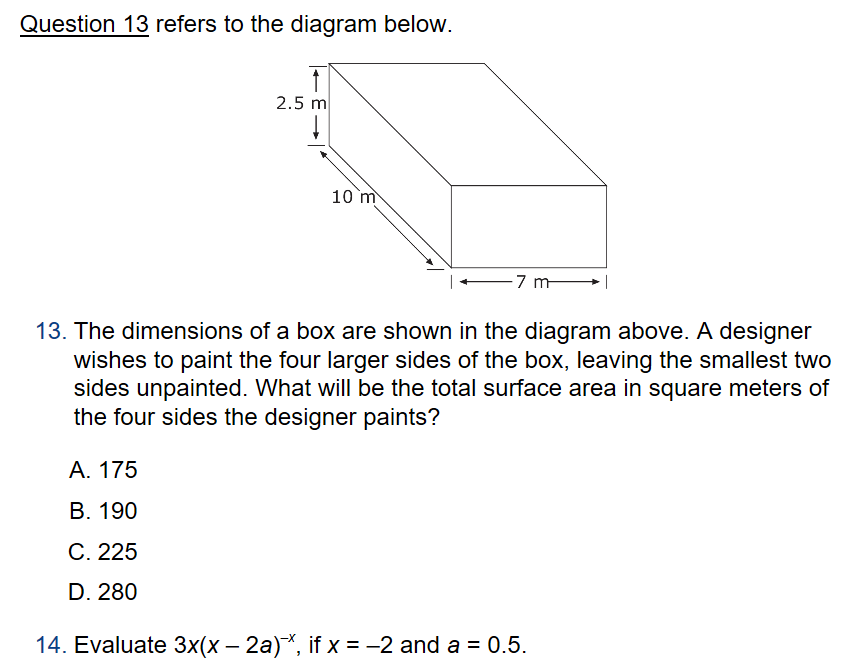 Question 13 refers to the diagram below.
2.5 m
10 m
7 m
13. The dimensions of a box are shown in the diagram above. A designer
wishes to paint the four larger sides of the box, leaving the smallest two
sides unpainted. What will be the total surface area in square meters of
the four sides the designer paints?
A. 175
B. 190
C. 225
D. 280
14. Evaluate 3x(x – 2a)⁻ˣ, if x = –2 and a = 0.5.